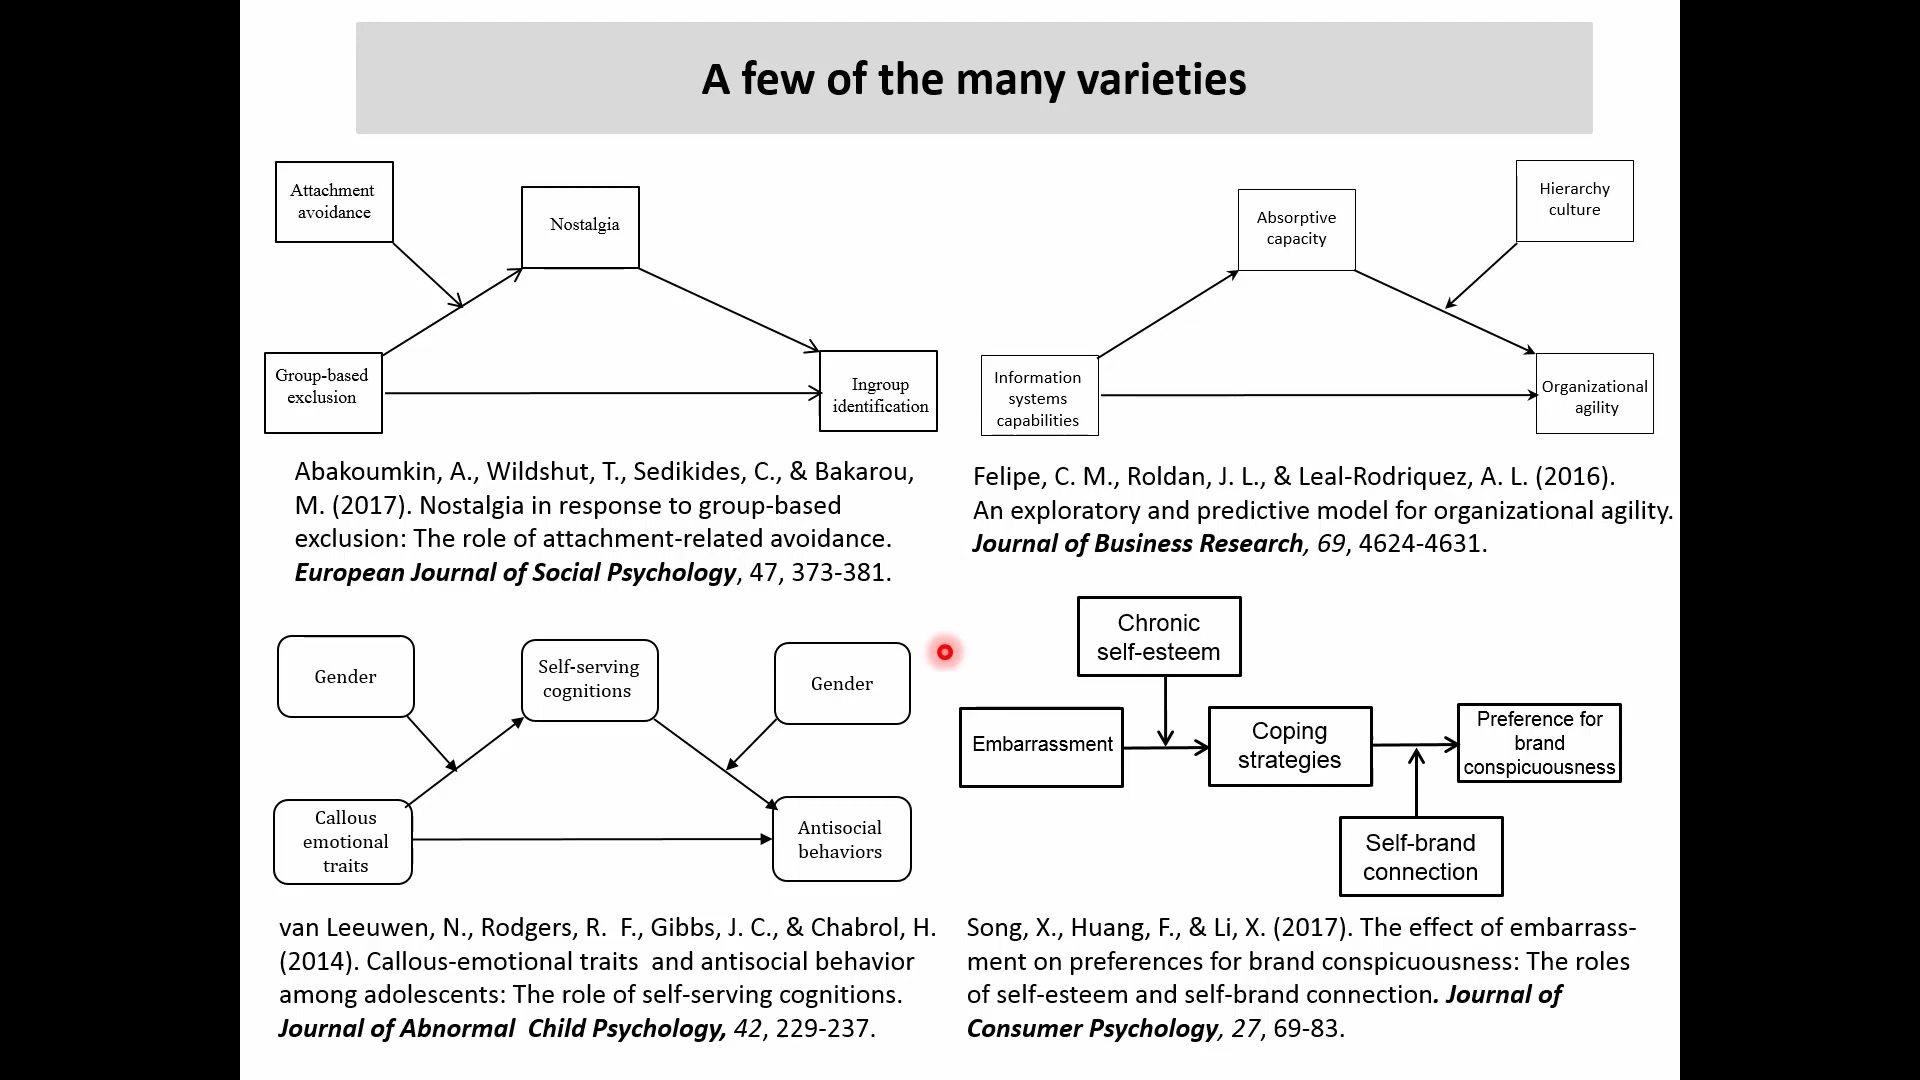 A few of the many varieties
Attachment
avoidance
Nostalgia
Group-based
exclusion
Ingroup
identification
Abakoumkin, A., Wildshut, T., Sedikides, C., & Bakarou,
M. (2017). Nostalgia in response to group-based
exclusion: The role of attachment-related avoidance.
European Journal of Social Psychology, 47, 373-381.
Hierarchy
culture
Absorptive
capacity
Information
systems
capabilities
Organizational
agility
Felipe, C. M., Roldan, J. L., & Leal-Rodriquez, A. L. (2016).
An exploratory and predictive model for organizational agility.
Journal of Business Research, 69, 4624-4631.
Gender
Self-serving
cognitions
Gender
Callous
emotional
traits
Antisocial
behaviors
van Leeuwen, N., Rodgers, R. F., Gibbs, J. C., & Chabrol, H.
(2014). Callous-emotional traits and antisocial behavior
among adolescents: The role of self-serving cognitions.
Journal of Abnormal Child Psychology, 42, 229-237.
Chronic
self-esteem
Embarrassment
Coping
strategies
Preference for
brand
conspicuousness
Self-brand
connection
Song, X., Huang, F., & Li, X. (2017). The effect of embarrass-
ment on preferences for brand conspicuousness: The roles
of self-esteem and self-brand connection. Journal of
Consumer Psychology, 27, 69-83.